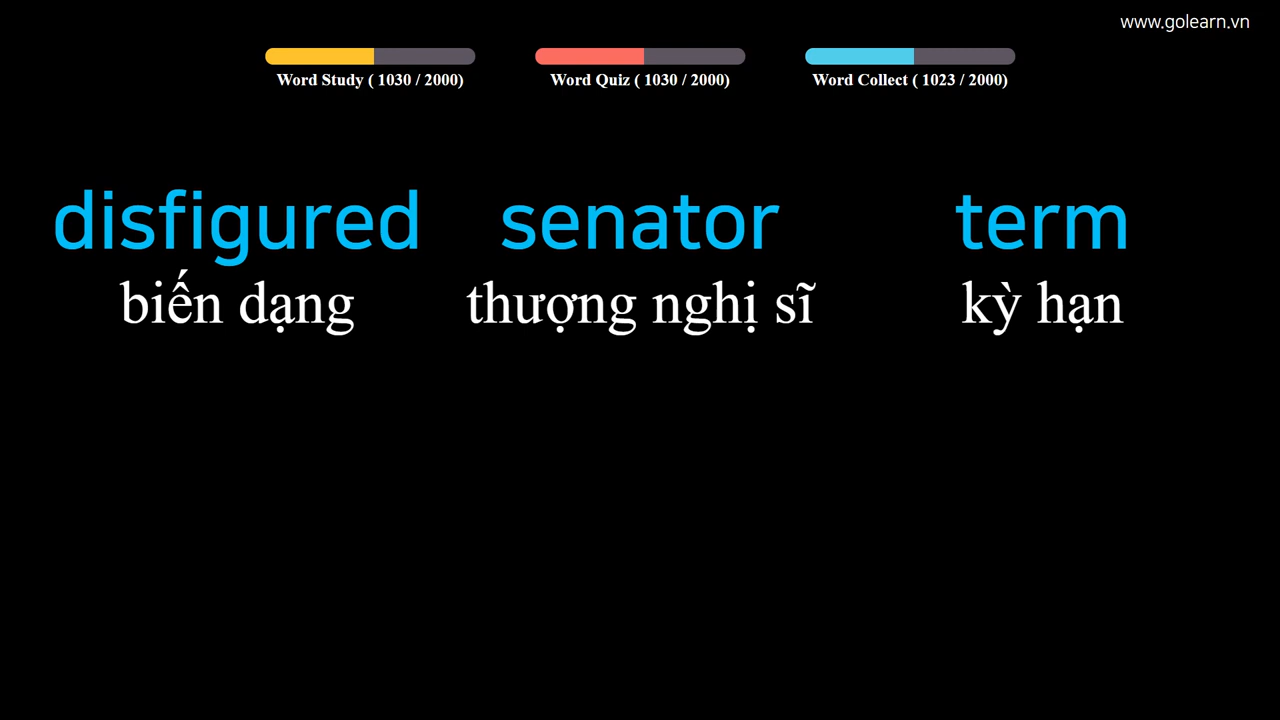 www.golearn.vn
Word Study ( 1030 / 2000) Word Quiz ( 1030 / 2000) Word Collect ( 1023 / 2000)
disfigured senator term
biến dạng thượng nghị sĩ kỳ hạn